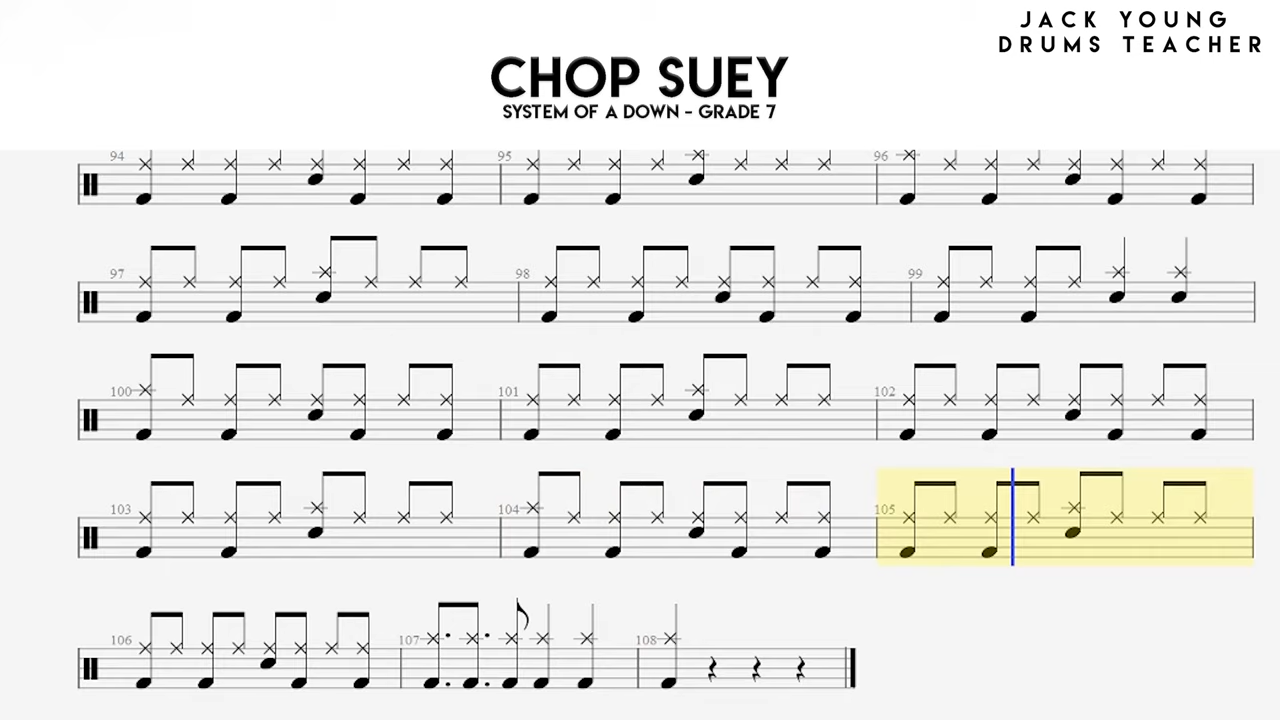 JACK YOUNG
DRUMS TEACHER
CHOP SUEY
SYSTEM OF A DOWN - GRADE 7
94 95 96
97 98 99
100 101 102
103 104 105
106 107 108